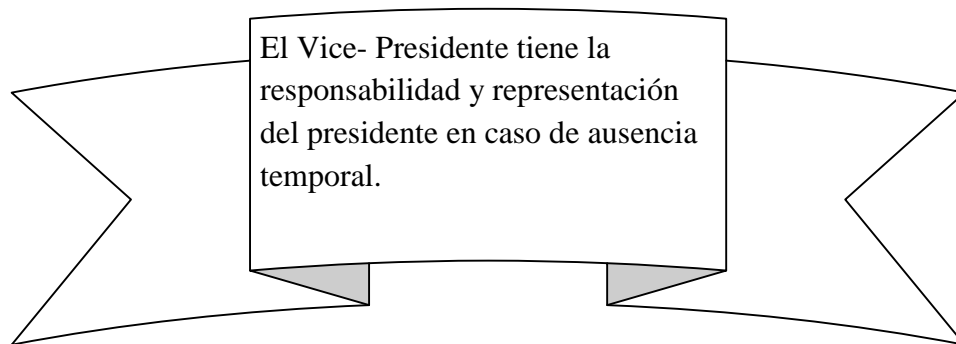 El Vice- Presidente tiene la
responsabilidad y representación
del presidente en caso de ausencia
temporal.